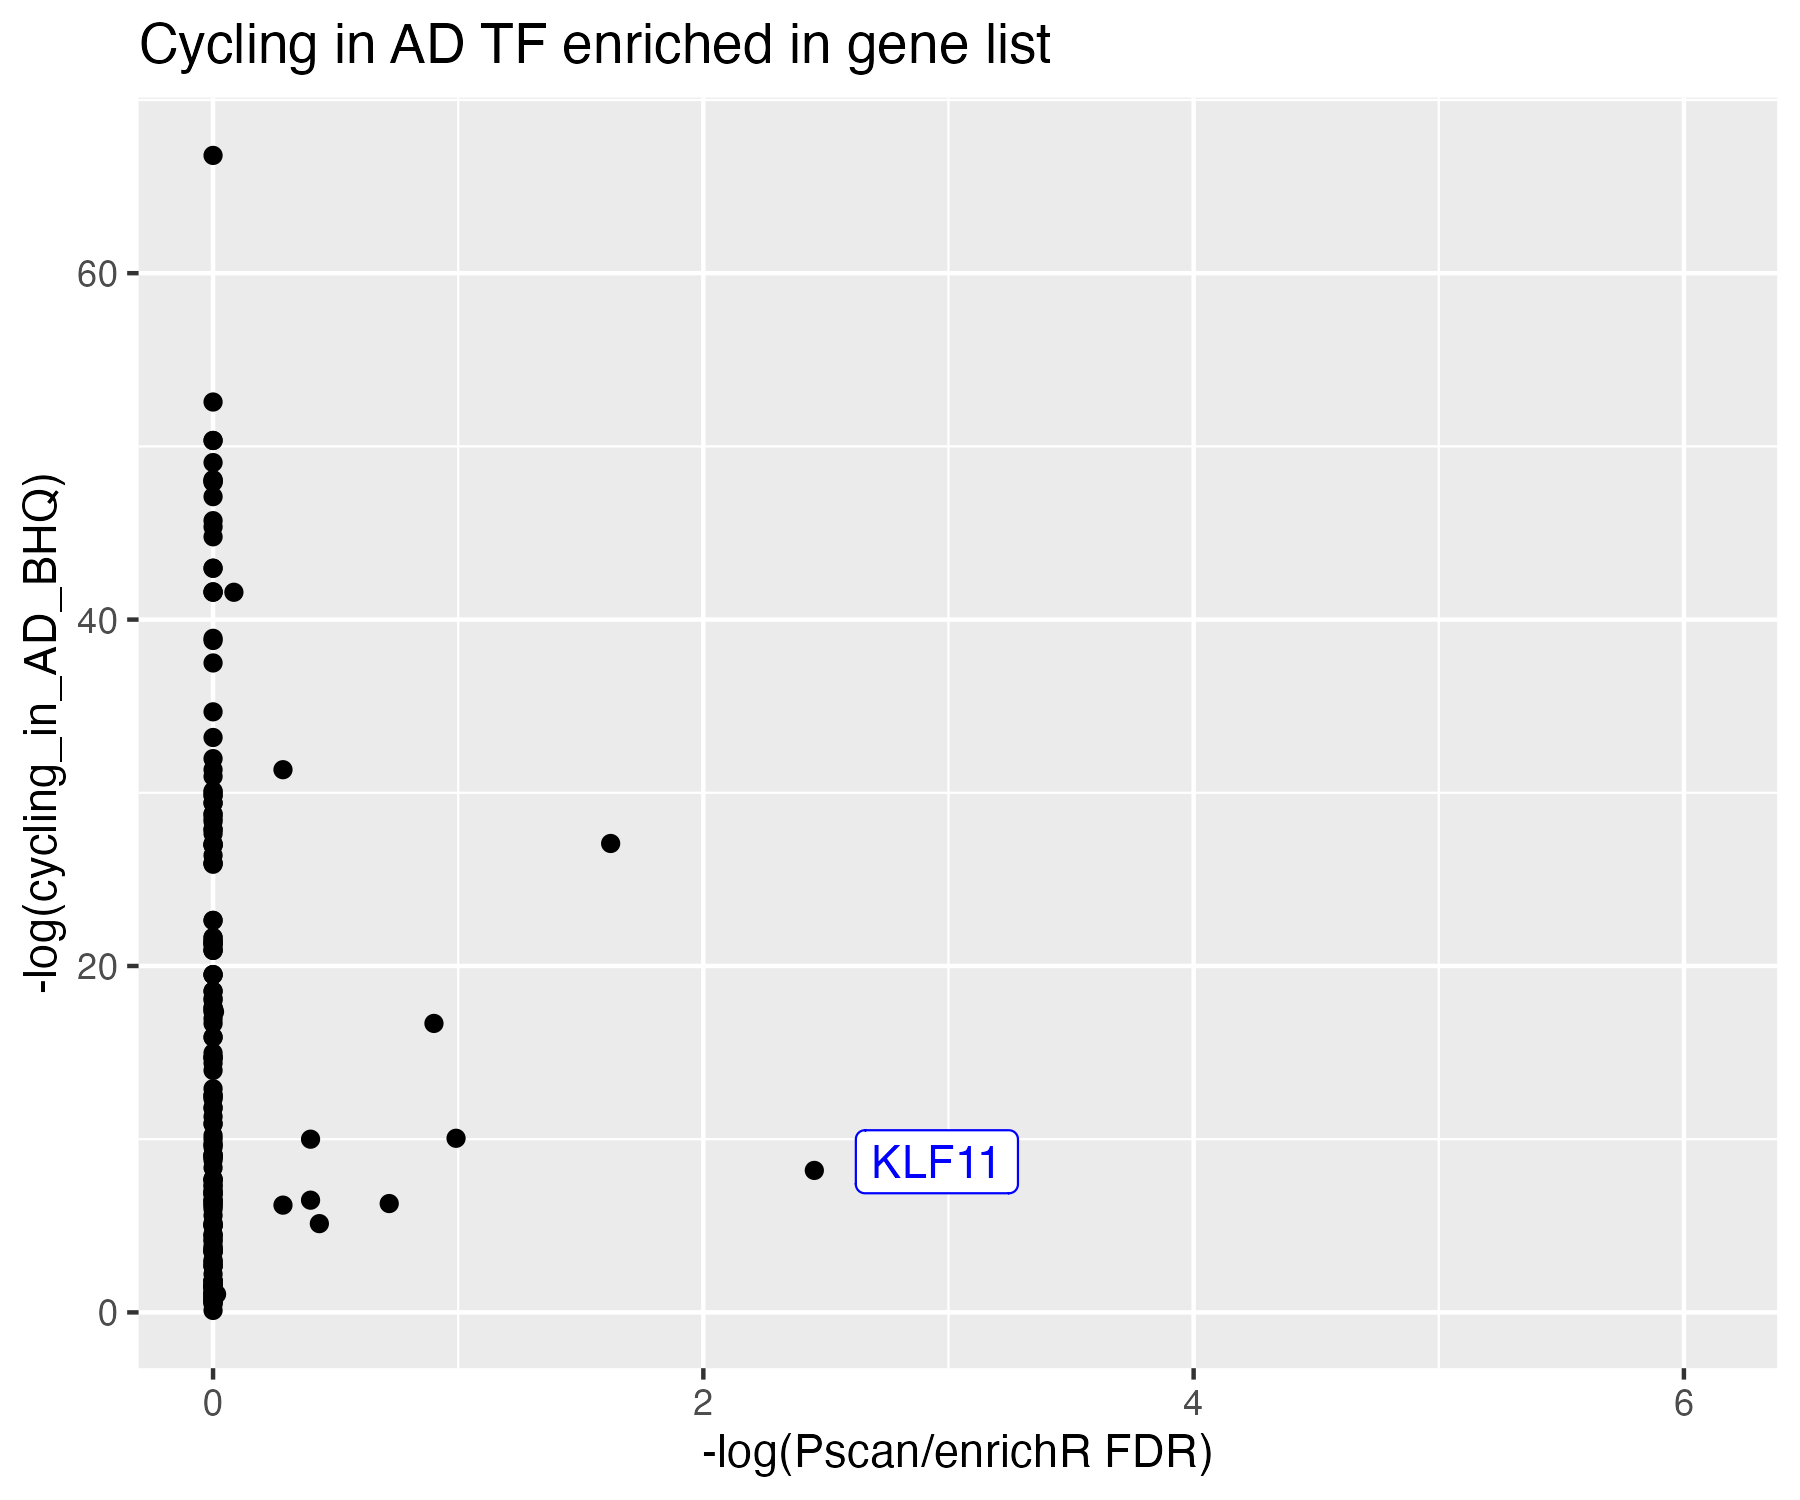 Cycling in AD TF enriched in gene list
-log(cycling_in_AD_BHQ)
60
40
20
0
KLF11
0 2 4 6
-log(Pscan/enrichR FDR)